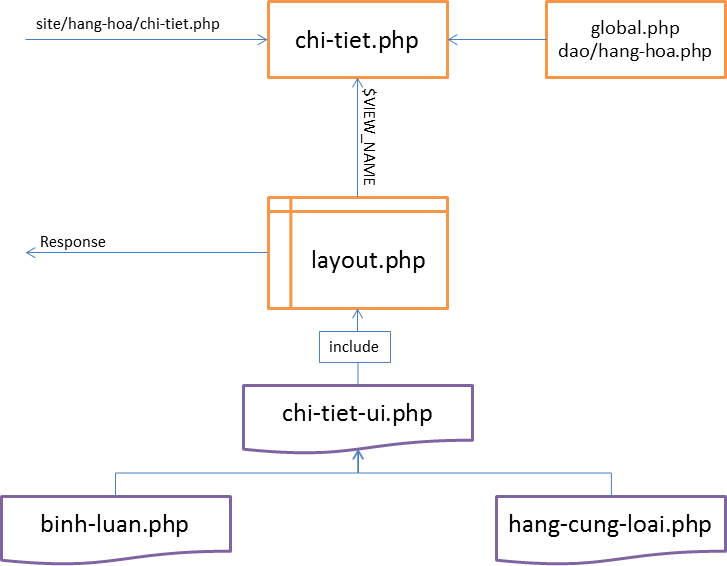 site/hang-hoa/chi-tiet.php
chi-tiet.php
global.php
dao/hang-hoa.php
$VIEW_NAME
Response
layout.php
include
chi-tiet-ui.php
binh-luan.php
hang-cung-loai.php